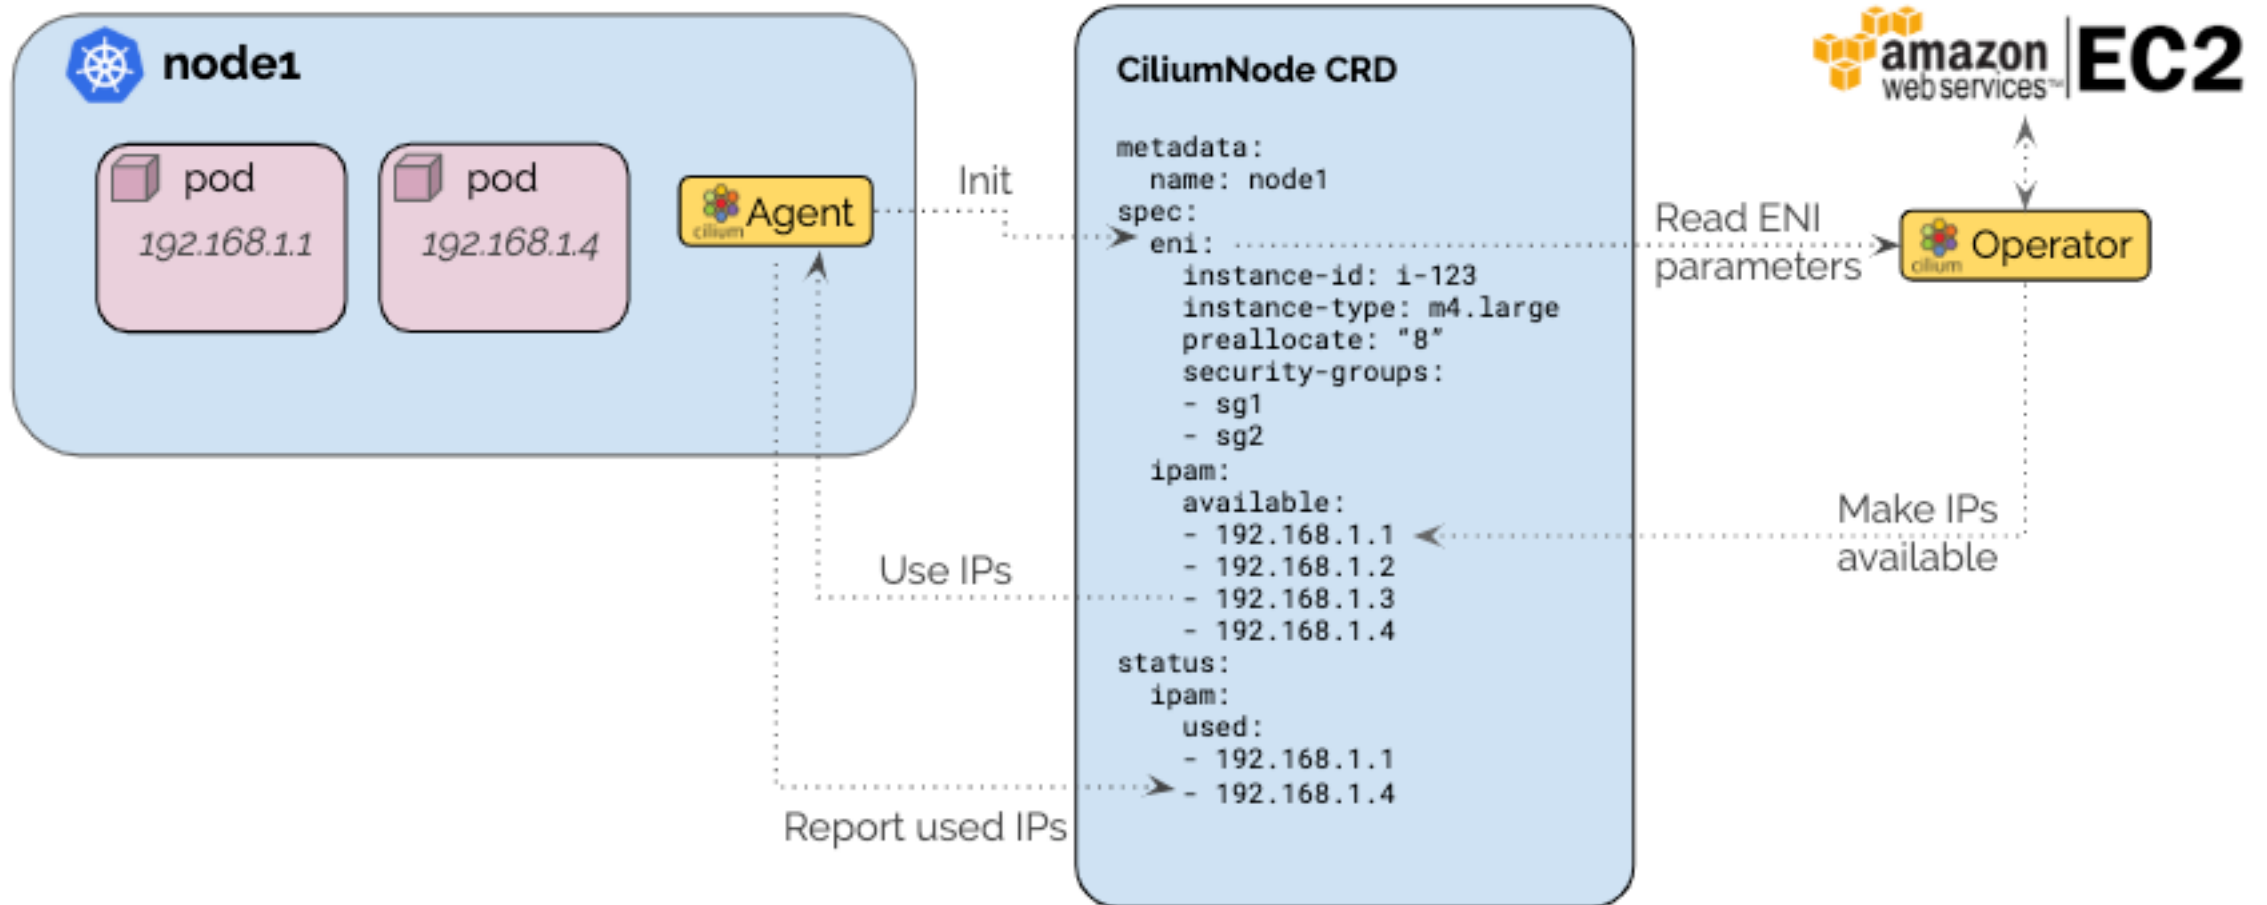 node1
pod
192.168.1.1
pod
192.168.1.4
cilium
Agent
Init
Use IPs
Report used IPs
CiliumNode CRD
metadata:
  name: node1
spec:
  eni:
    instance-id: i-123
    instance-type: m4.large
    preallocate: “8”
    security-groups:
    - sg1
    - sg2
  ipam:
    available:
    - 192.168.1.1
    - 192.168.1.2
    - 192.168.1.3
    - 192.168.1.4
status:
  ipam:
    used:
    - 192.168.1.1
    - 192.168.1.4
amazon
web services™
EC2
Read ENI
parameters
cilium
Operator
Make IPs
available